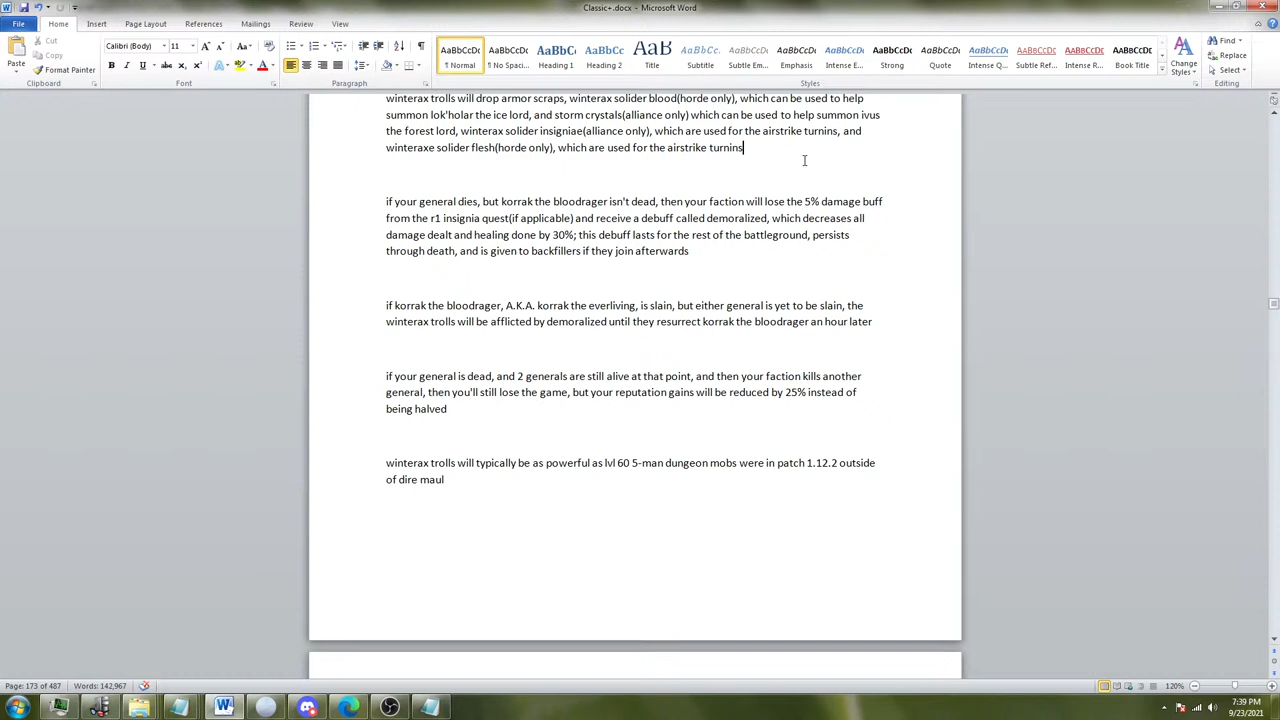 Classic+.docx - Microsoft Word
File Home Insert Page Layout References Mailings Review View
Cut
Copy
Format Painter
Paste
Clipboard
Calibri (Body) 11
Font
Paragraph
AaBbCcDc AaBbCcDc AaBbC AaBbCc AaB AaBbCcDc AaBbCcDc AaBbCcDc AaBbCcDc AaBbCcDc AaBbCcDc AaBbCcDc AaBbCcDc AaBbCcDc AaBbCcDc
¶ Normal ¶ No Spaci... Heading 1 Heading 2 Title Subtitle Subtle Em... Emphasis Intense E... Strong Quote Intense Q... Subtle Ref... Intense R... Book Title
Styles
Change
Styles
Find
Replace
Select
Editing
winterax trolls will drop armor scraps, winterax solider blood(horde only), which can be used to help
summon lok'holar the ice lord, and storm crystals(alliance only) which can be used to help summon ivus
the forest lord, winterax solider insigniae(alliance only), which are used for the airstrike turnins, and
winteraxe solider flesh(horde only), which are used for the airstrike turnins
if your general dies, but korrak the bloodrager isn't dead, then your faction will lose the 5% damage buff
from the r1 insignia quest(if applicable) and receive a debuff called demoralized, which decreases all
damage dealt and healing done by 30%; this debuff lasts for the rest of the battleground, persists
through death, and is given to backfillers if they join afterwards
if korrak the bloodrager, A.K.A. korrak the everliving, is slain, but either general is yet to be slain, the
winterax trolls will be afflicted by demoralized until they resurrect korrak the bloodrager an hour later
if your general is dead, and 2 generals are still alive at that point, and then your faction kills another
general, then you'll still lose the game, but your reputation gains will be reduced by 25% instead of
being halved
winterax trolls will typically be as powerful as lvl 60 5-man dungeon mobs were in patch 1.12.2 outside
of dire maul
Page: 173 of 487 Words: 142,967
120%
7:39 PM
9/23/2021